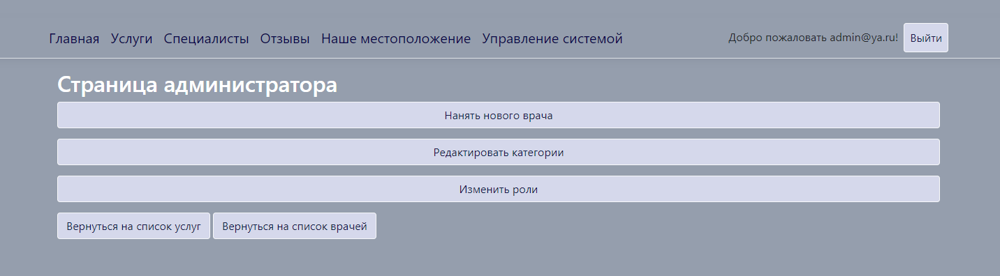 Главная Услуги Специалисты Отзывы Наше местоположение Управление системой Добро пожаловать admin@ya.ru! Выйти
Страница администратора
Нанять нового врача
Редактировать категории
Изменить роли
Вернуться на список услуг Вернуться на список врачей